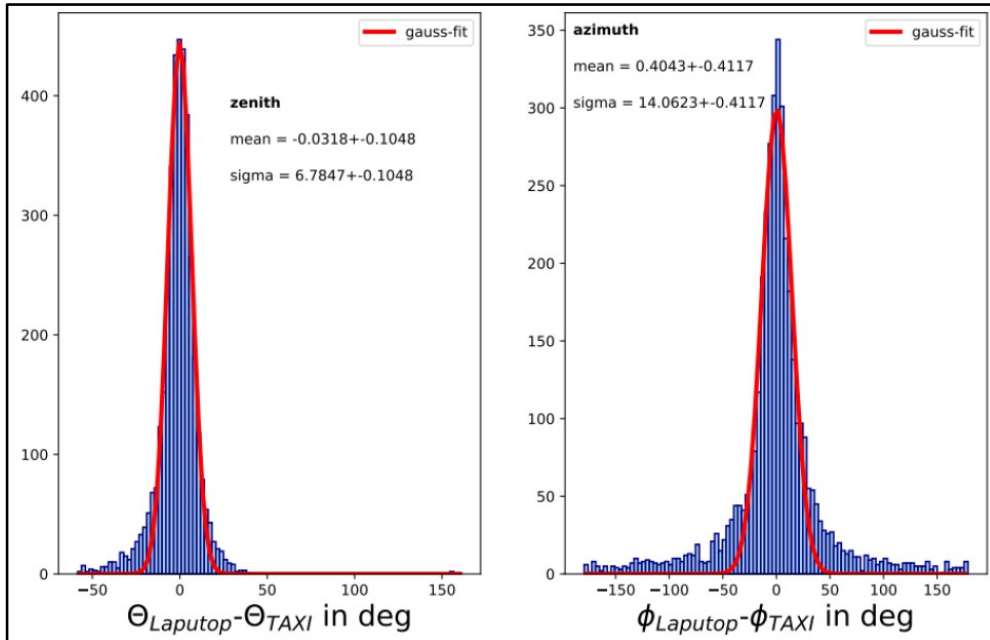 gauss-fit
zenith
mean = -0.0318+-0.1048
sigma = 6.7847+-0.1048
400
300
200
100
0
−50
0
50
100
150
Θ_Laputop-Θ_TAXI in deg
gauss-fit
azimuth
mean = 0.4043+-0.4117
sigma = 14.0623+-0.4117
350
300
250
200
150
100
50
0
−150
−100
−50
0
50
100
150
ϕ_Laputop-ϕ_TAXI in deg